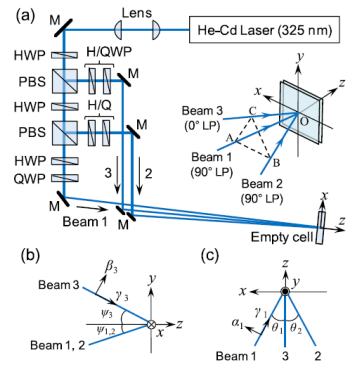 (a)
M
Lens
He-Cd Laser (325 nm)
HWP
H/QWP
M
PBS
HWP
H/Q
M
PBS
HWP
QWP
3
2
M
Beam 1
M
y
x
z
Beam 3
(0° LP)
C
O
A
B
Beam 1
(90° LP)
Beam 2
(90° LP)
x
z
Empty cell
(b)
β₃
Beam 3
γ₃
y
ψ₃
z
ψ₁,₂
x
Beam 1, 2
(c)
z
x
y
γ₁
α₁
θ₁
θ₂
Beam 1
3
2